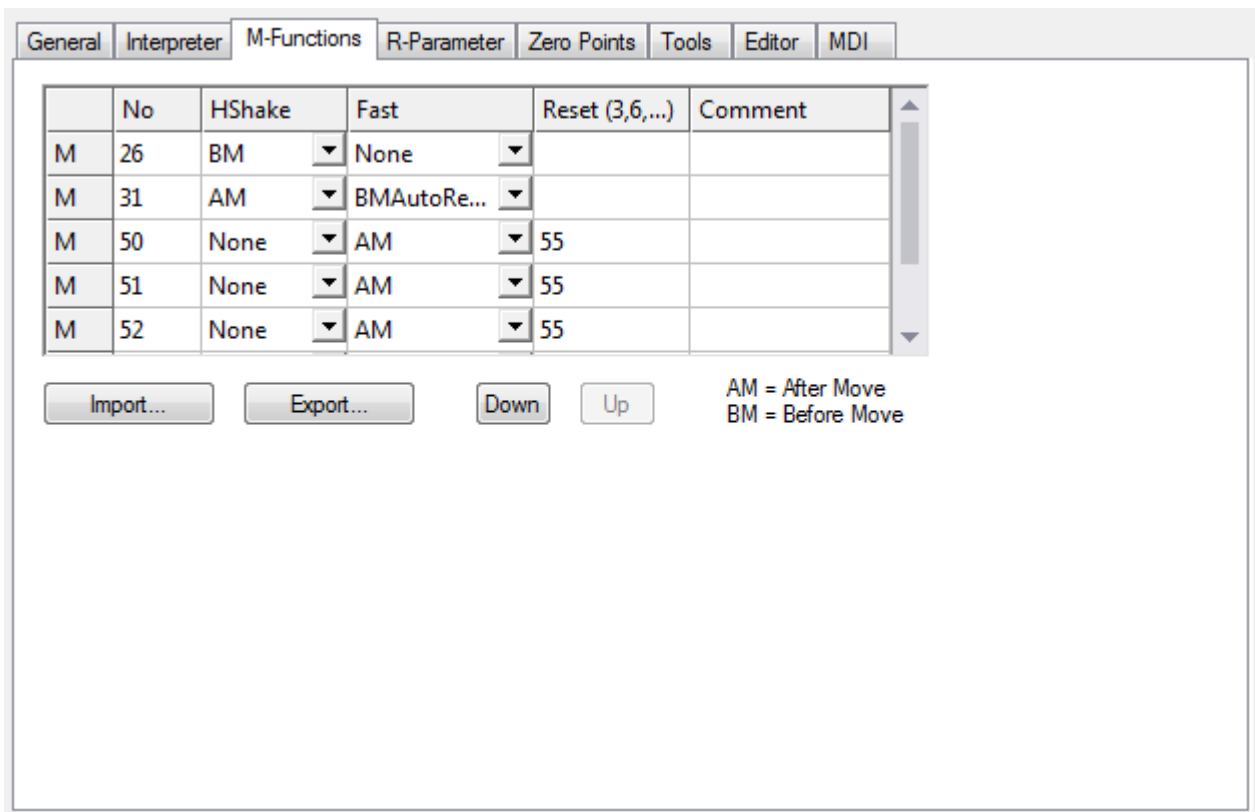 General Interpreter M-Functions R-Parameter Zero Points Tools Editor MDI
No HShake Fast Reset (3,6,...) Comment
M 26 BM None
M 31 AM BMAutoRe...
M 50 None AM 55
M 51 None AM 55
M 52 None AM 55
Import... Export... Down Up AM = After Move
BM = Before Move